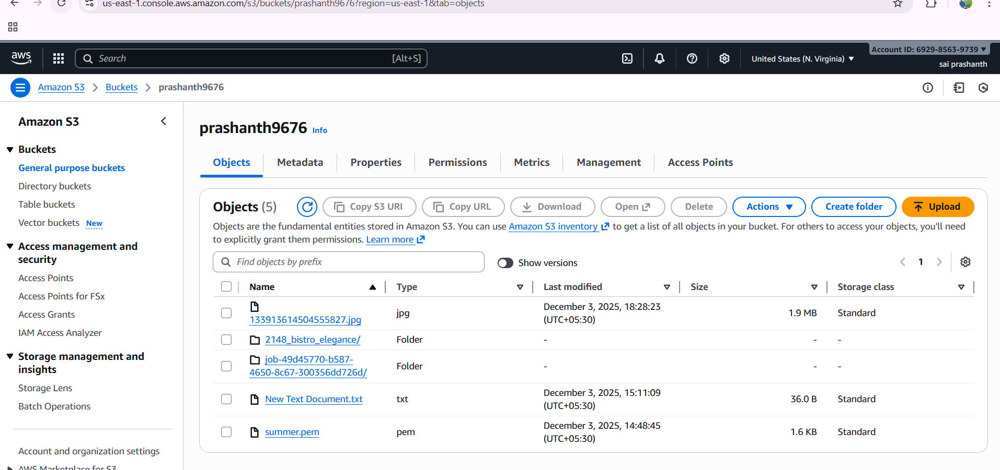 us-east-1.console.aws.amazon.com/s3/buckets/prashanth9676?region=us-east-1&tab=objects
aws
Search
[Alt+S]
United States (N. Virginia)
Account ID: 6929-8563-9739
sai prashanth
Amazon S3
Buckets
prashanth9676
Amazon S3
Buckets
General purpose buckets
Directory buckets
Table buckets
Vector buckets New
Access management and
security
Access Points
Access Points for FSx
Access Grants
IAM Access Analyzer
Storage management and
insights
Storage Lens
Batch Operations
Account and organization settings
AWS Marketplace for S3
prashanth9676 Info
Objects
Metadata
Properties
Permissions
Metrics
Management
Access Points
Objects (5)
Copy S3 URI
Copy URL
Download
Open
Delete
Actions
Create folder
Upload
Objects are the fundamental entities stored in Amazon S3. You can use Amazon S3 inventory to get a list of all objects in your bucket. For others to access your objects, you'll need
to explicitly grant them permissions. Learn more
Find objects by prefix
Show versions
1
Name Type Last modified Size Storage class
133913614504555827.jpg
jpg
December 3, 2025, 18:28:23
(UTC+05:30)
1.9 MB
Standard
2148_bistro_elegance/
Folder
-
-
-
job-49d45770-b587-
4650-8c67-300356dd726d/
Folder
-
-
-
New Text Document.txt
txt
December 3, 2025, 15:11:09
(UTC+05:30)
36.0 B
Standard
summer.pem
pem
December 3, 2025, 14:48:45
(UTC+05:30)
1.6 KB
Standard